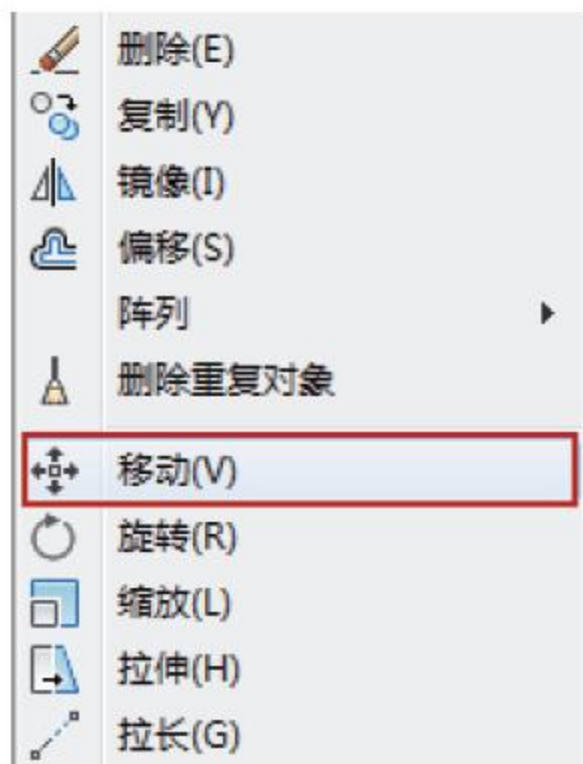 删除(E)
复制(Y)
镜像(I)
偏移(S)
阵列
删除重复对象
移动(V)
旋转(R)
缩放(L)
拉伸(H)
拉长(G)